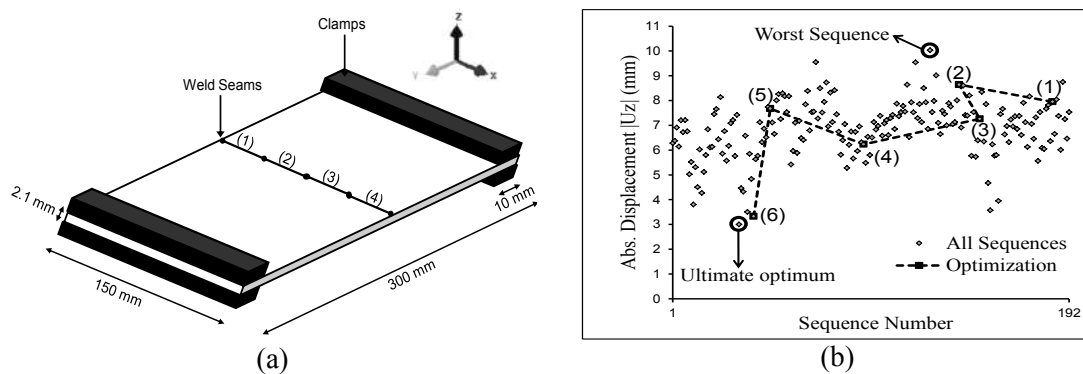 Clamps
Z
Y
X
Weld Seams
(1)
(2)
(3)
(4)
2.1 mm
10 mm
150 mm
300 mm
(a)
Abs. Displacement |Uz| (mm)
11
10
9
8
7
6
5
4
3
2
1
0
Worst Sequence
(2)
(1)
(5)
(3)
(4)
(6)
Ultimate optimum
All Sequences
Optimization
1
192
Sequence Number
(b)